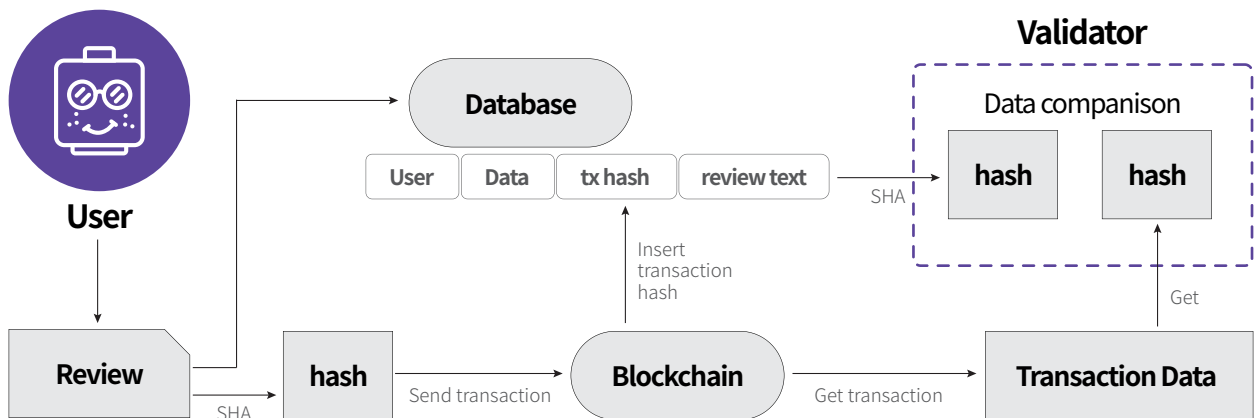 Validator
Data companison
Database
hash
hash
User
Data
tx hash
review text
SHA
User
Insert
transaction
hash
Get
Review
SHA
hash
Send transaction
Blockchain
Get transaction
Transaction Data